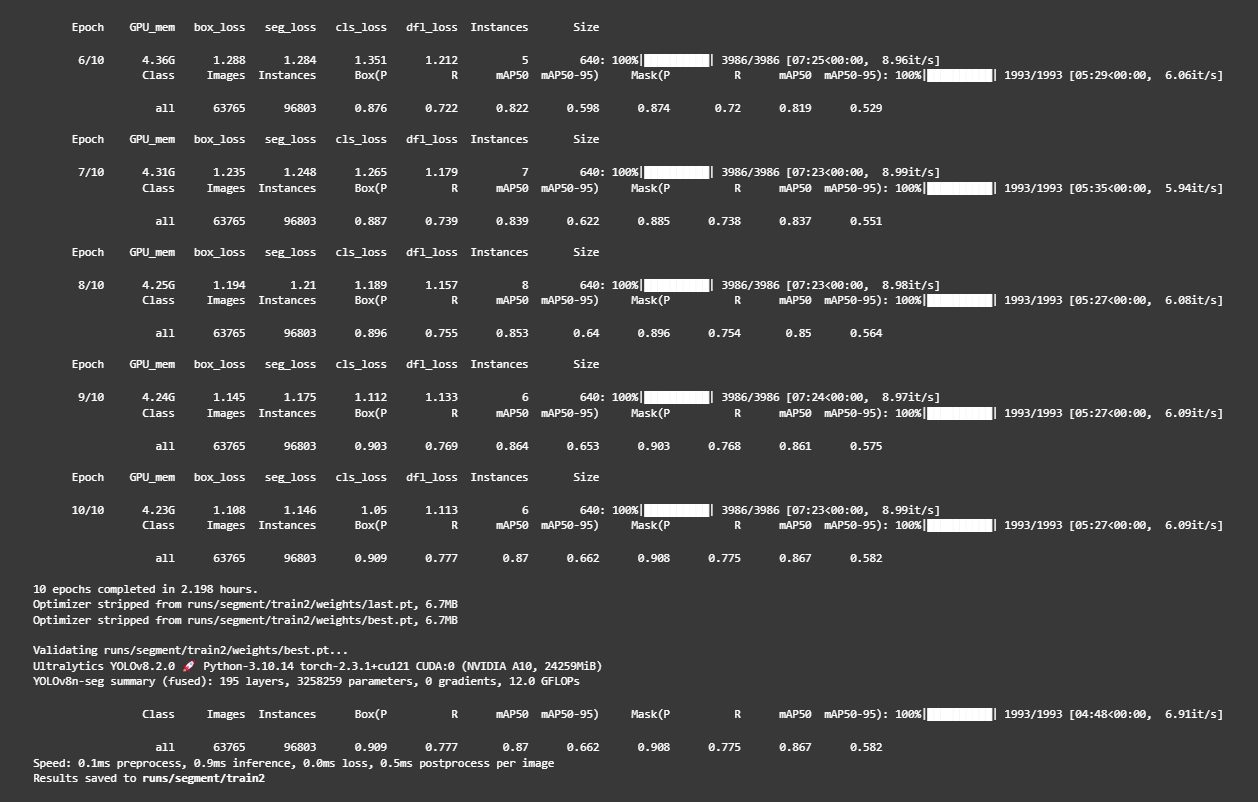 Epoch GPU_mem box_loss seg_loss cls_loss dfl_loss Instances Size
6/10 4.36G 1.288 1.284 1.351 1.212 5 640: 100%|██████████| 3986/3986 [07:25<00:00, 8.96it/s]
Class Images Instances Box(P R mAP50 mAP50-95) Mask(P R mAP50 mAP50-95): 100%|██████████| 1993/1993 [05:29<00:00, 6.06it/s]
all 63765 96803 0.876 0.722 0.822 0.598 0.874 0.72 0.819 0.529
Epoch GPU_mem box_loss seg_loss cls_loss dfl_loss Instances Size
7/10 4.31G 1.235 1.248 1.265 1.179 7 640: 100%|██████████| 3986/3986 [07:23<00:00, 8.99it/s]
Class Images Instances Box(P R mAP50 mAP50-95) Mask(P R mAP50 mAP50-95): 100%|██████████| 1993/1993 [05:35<00:00, 5.94it/s]
all 63765 96803 0.887 0.739 0.839 0.622 0.885 0.738 0.837 0.551
Epoch GPU_mem box_loss seg_loss cls_loss dfl_loss Instances Size
8/10 4.25G 1.194 1.21 1.189 1.157 8 640: 100%|██████████| 3986/3986 [07:23<00:00, 8.98it/s]
Class Images Instances Box(P R mAP50 mAP50-95) Mask(P R mAP50 mAP50-95): 100%|██████████| 1993/1993 [05:27<00:00, 6.08it/s]
all 63765 96803 0.896 0.755 0.853 0.64 0.896 0.754 0.85 0.564
Epoch GPU_mem box_loss seg_loss cls_loss dfl_loss Instances Size
9/10 4.24G 1.145 1.175 1.112 1.133 6 640: 100%|██████████| 3986/3986 [07:24<00:00, 8.97it/s]
Class Images Instances Box(P R mAP50 mAP50-95) Mask(P R mAP50 mAP50-95): 100%|██████████| 1993/1993 [05:27<00:00, 6.09it/s]
all 63765 96803 0.903 0.769 0.864 0.653 0.903 0.768 0.861 0.575
Epoch GPU_mem box_loss seg_loss cls_loss dfl_loss Instances Size
10/10 4.23G 1.108 1.146 1.05 1.113 6 640: 100%|██████████| 3986/3986 [07:23<00:00, 8.99it/s]
Class Images Instances Box(P R mAP50 mAP50-95) Mask(P R mAP50 mAP50-95): 100%|██████████| 1993/1993 [05:27<00:00, 6.09it/s]
all 63765 96803 0.909 0.777 0.87 0.662 0.908 0.775 0.867 0.582
10 epochs completed in 2.198 hours.
Optimizer stripped from runs/segment/train2/weights/last.pt, 6.7MB
Optimizer stripped from runs/segment/train2/weights/best.pt, 6.7MB
Validating runs/segment/train2/weights/best.pt...
Ultralytics YOLOv8.2.0 🚀 Python-3.10.14 torch-2.3.1+cu121 CUDA:0 (NVIDIA A10, 24259MiB)
YOLOv8n-seg summary (fused): 195 layers, 3258259 parameters, 0 gradients, 12.0 GFLOPs
Class Images Instances Box(P R mAP50 mAP50-95) Mask(P R mAP50 mAP50-95): 100%|██████████| 1993/1993 [04:48<00:00, 6.91it/s]
all 63765 96803 0.909 0.777 0.87 0.662 0.908 0.775 0.867 0.582
Speed: 0.1ms preprocess, 0.9ms inference, 0.0ms loss, 0.5ms postprocess per image
Results saved to runs/segment/train2